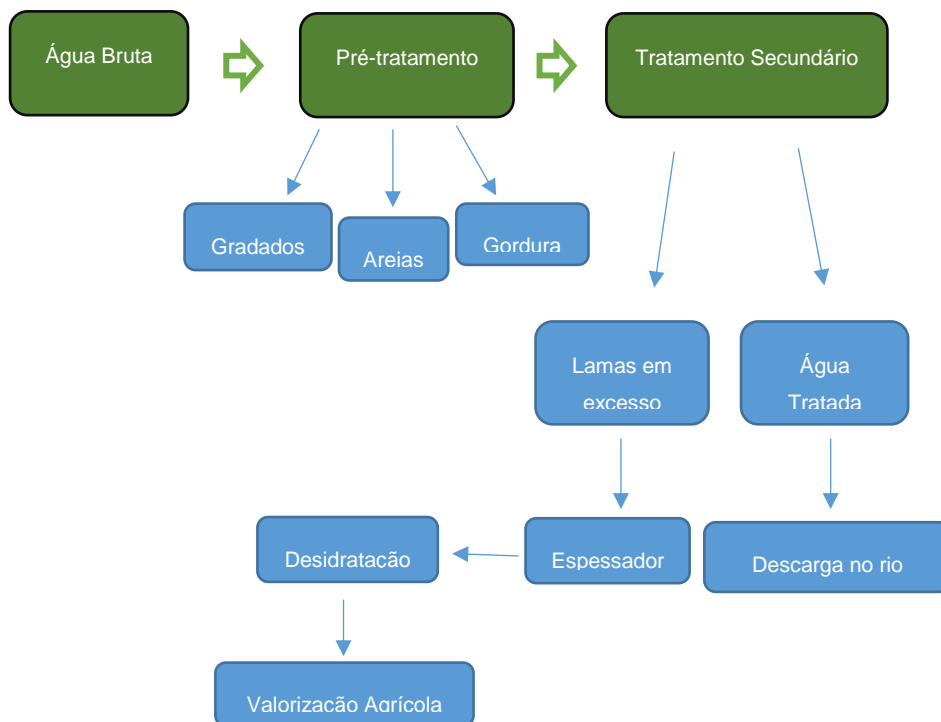 Água Bruta
Pré-tratamento
Tratamento Secundário
Gradados
Areias
Gordura
Lamas em
excesso
Água
Tratada
Desidratação
Espessador
Descarga no rio
Valorização Agrícola